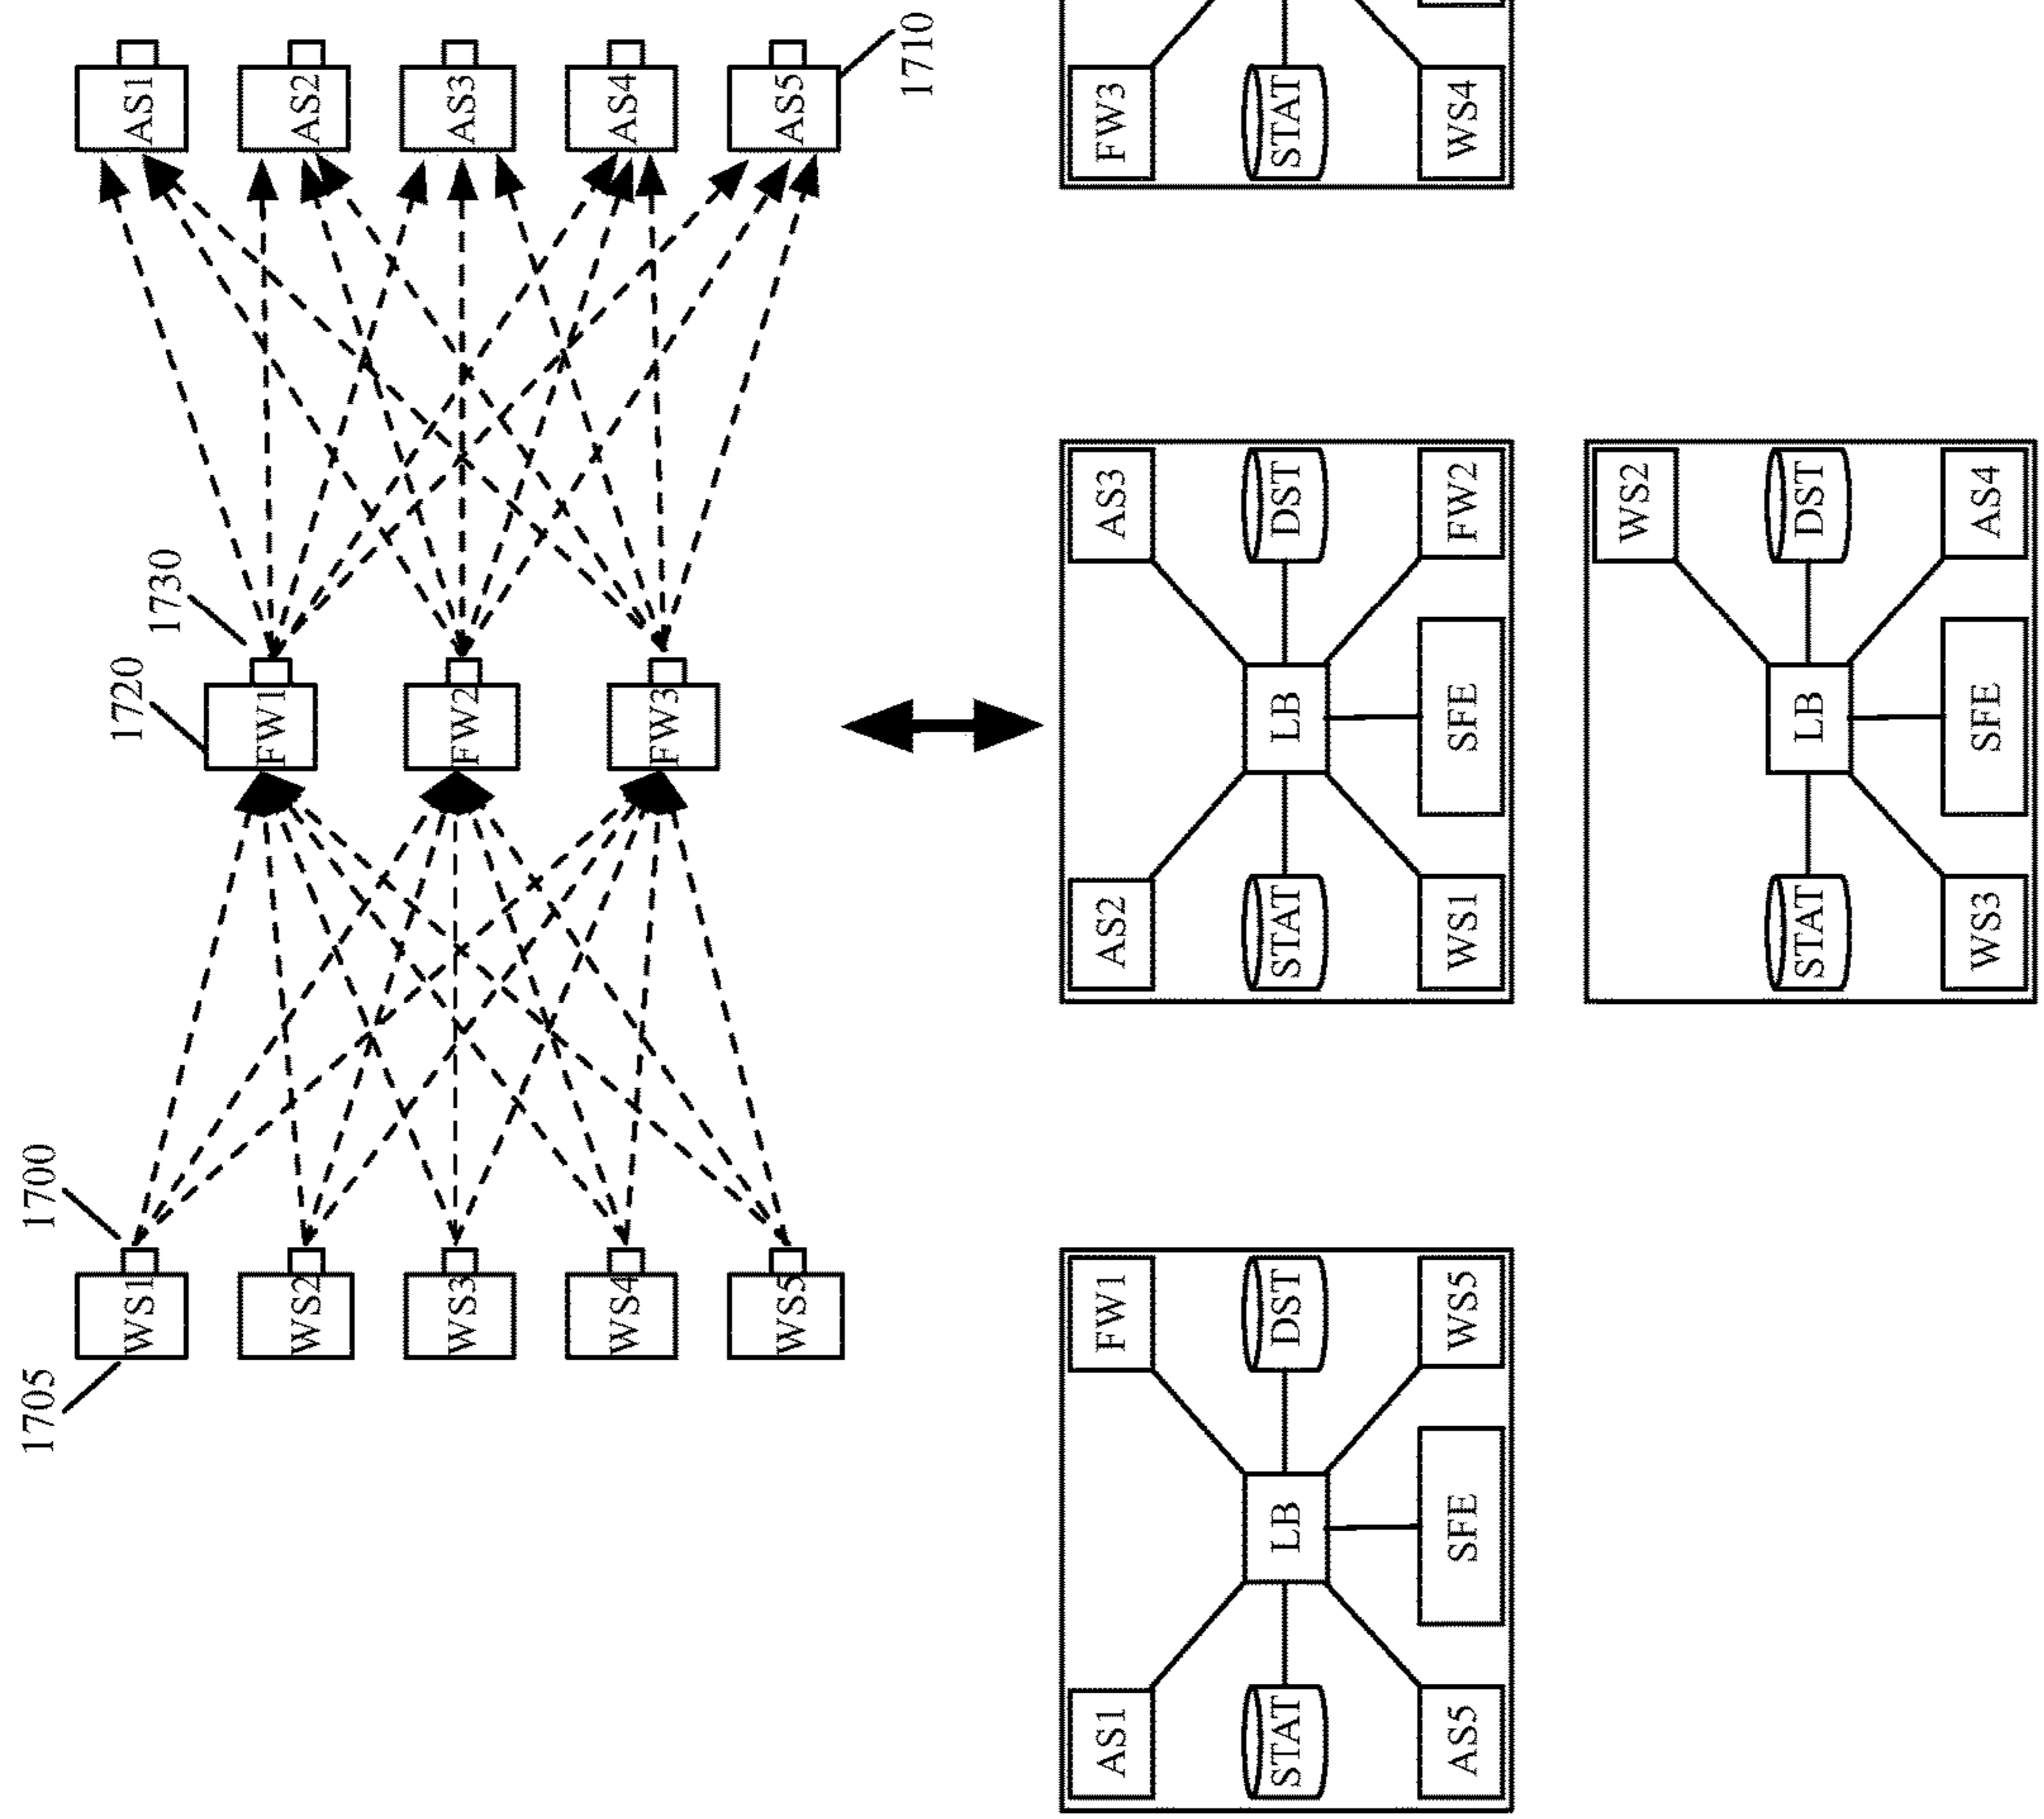 1705
1700
1720
1730
WS1
AS1
FW1
WS2
AS2
WS3
FW2
AS3
WS4
FW3
AS4
WS5
AS5
1710
AS1
FW1
STAT
LB
DST
AS5
SFE
WS5
AS2
AS3
STAT
LB
DST
WS1
SFE
FW2
FW3
STAT
WS4
WS2
STAT
LB
DST
WS3
SFE
AS4